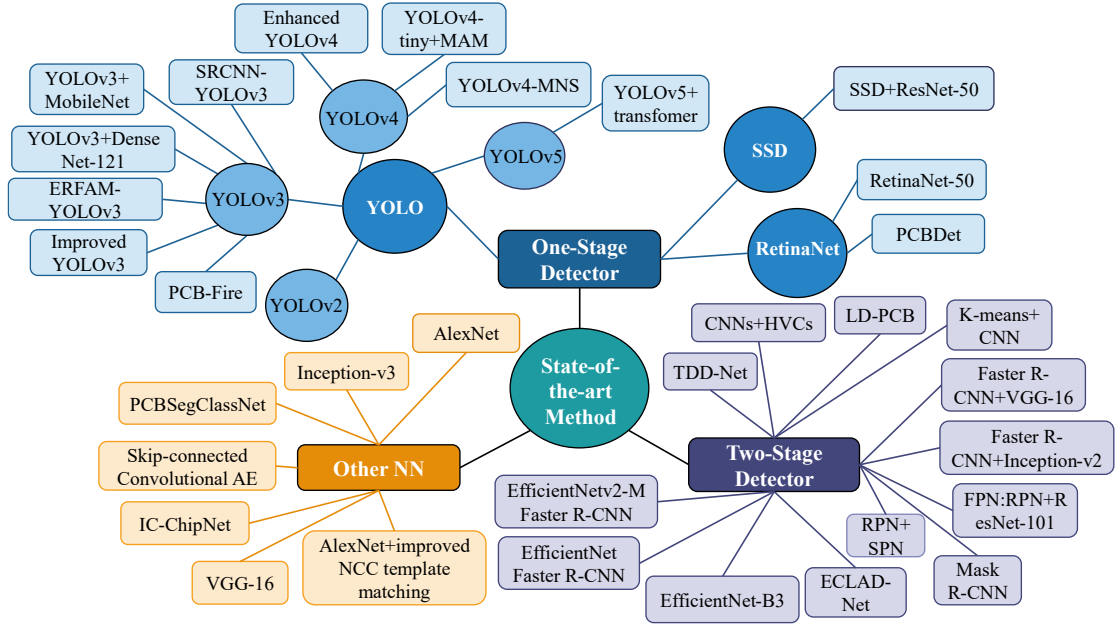 Enhanced
YOLOv4
YOLOv4-
tiny+MAM
SRCNN-
YOLOv3
YOLOv3+
MobileNet
YOLOv4-MNS
YOLOv5+
transfomer
SSD+ResNet-50
YOLOv4
YOLOv3+Dense
Net-121
YOLOv5
SSD
ERFAM-
YOLOv3
YOLOv3
YOLO
RetinaNet-50
Improved
YOLOv3
One-Stage
Detector
RetinaNet
PCBDet
PCB-Fire
YOLOv2
AlexNet
Inception-v3
PCBSegClassNet
State-of-
the-art
Method
CNNs+HVCs
LD-PCB
K-means+
CNN
TDD-Net
Faster R-
CNN+VGG-16
Skip-connected
Convolutional AE
Other NN
Two-Stage
Detector
Faster R-
CNN+Inception-v2
IC-ChipNet
EfficientNetv2-M
Faster R-CNN
FPN:RPN+R
esNet-101
RPN+
SPN
VGG-16
AlexNet+improved
NCC template
matching
EfficientNet
Faster R-CNN
EfficientNet-B3
ECLAD-
Net
Mask
R-CNN